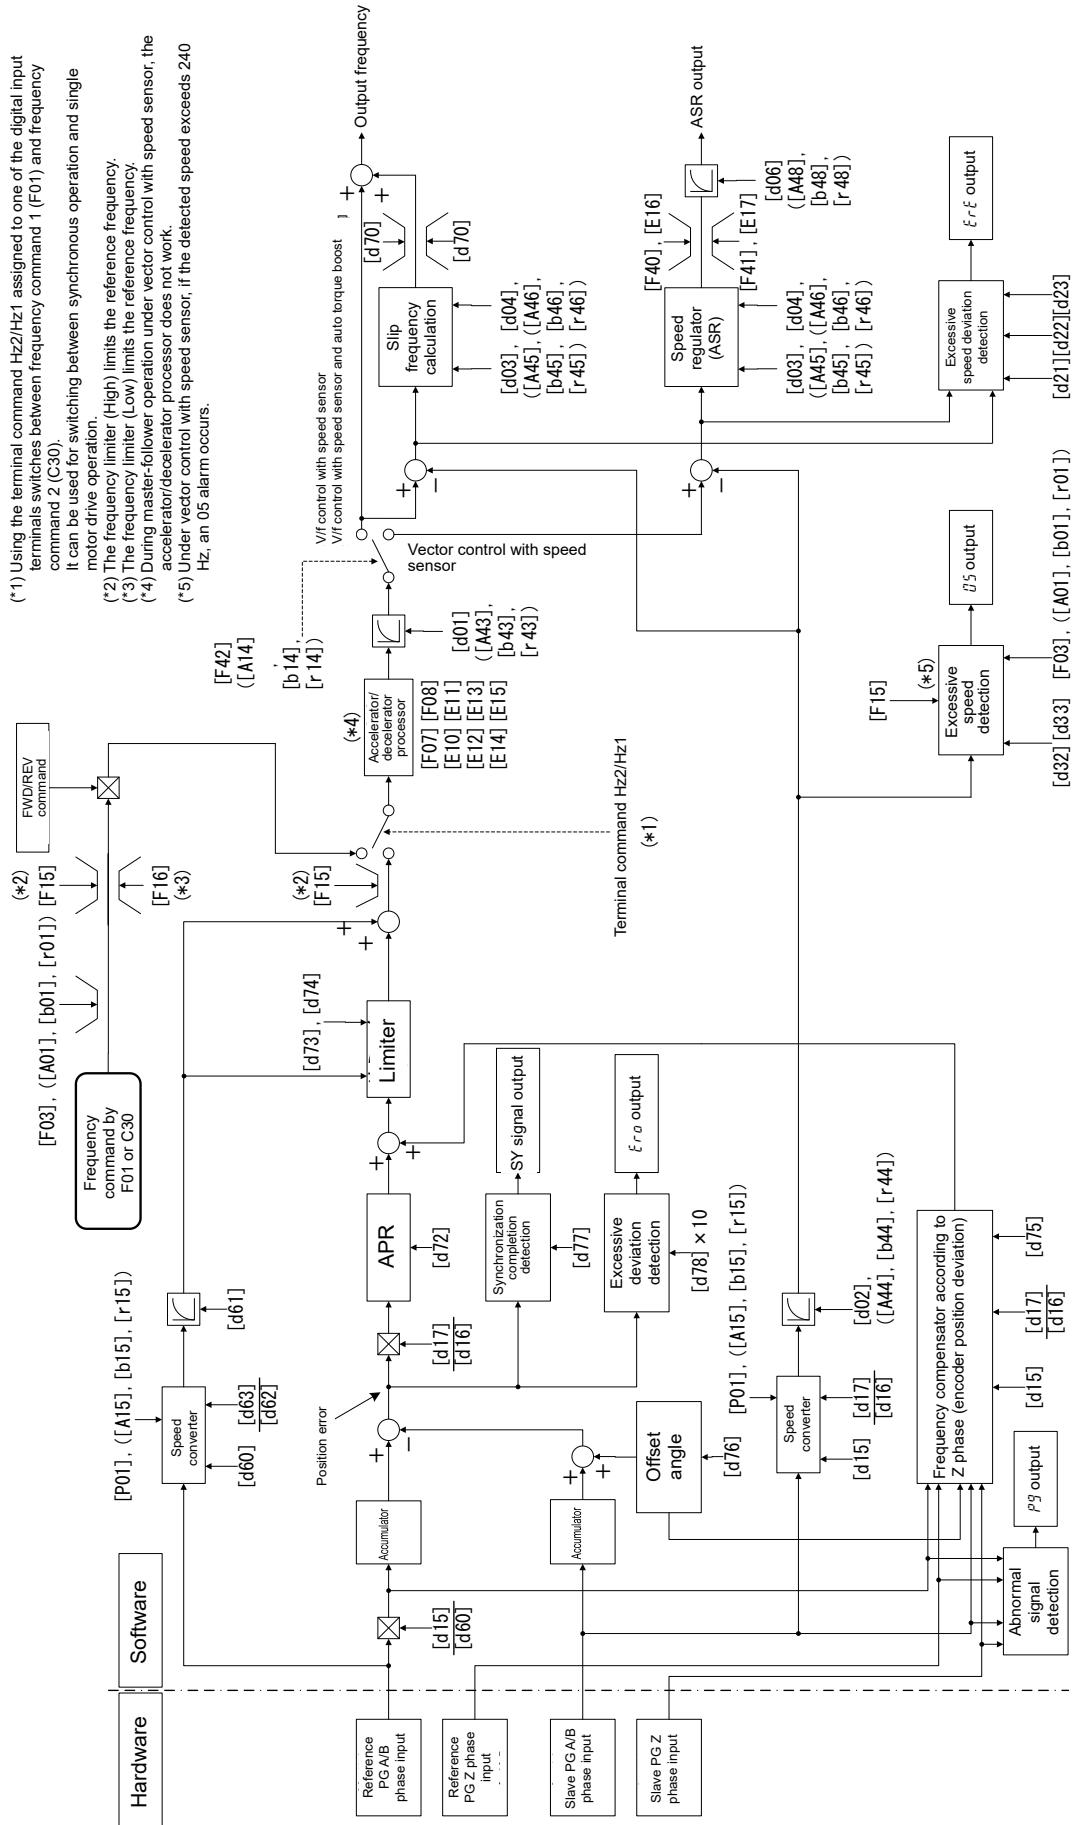 (*1) Using the terminal command Hz2/Hz1 assigned to one of the digital input
terminals switches between frequency command 1 (F01) and frequency
command 2 (C30).
It can be used for switching between synchronous operation and single
motor drive operation.
(*2) The frequency limiter (High) limits the reference frequency.
(*3) The frequency limiter (Low) limits the reference frequency.
(*4) During master-follower operation under vector control with speed sensor, the
accelerator/decelerator processor does not work.
(*5) Under vector control with speed sensor, if the detected speed exceeds 240
Hz, an 05 alarm occurs.
Hardware
Software
Frequency
command by
F01 or C30
[F03], ([A01], [b01], [r01])
(*2)
[F15]
[F16]
(*3)
FWD/REV
command
[P01], ([A15], [b15], [r15])
Speed
converter
[d60]
[d63]
[d62]
[d61]
[d73], [d74]
Limiter
+
+
(*2)
[F15]
Terminal command Hz2/Hz1
(*1)
(*4)
Accelerator/
decelerator
processor
[F07] [F08]
[E10] [E11]
[E12] [E13]
[E14] [E15]
[d01]
([A43],
[b43],
[r43])
[F42]
([A14]
,
[b14],
[r14])
V/f control with speed sensor
V/f control with speed sensor and auto torque boost
Vector control with speed
sensor
+
−
Slip
frequency
calculation
[d03], [d04],
([A45], ([A46],
[b45], [b46],
[r45]) [r46])
[d70]
[d70]
+
+
Output frequency
Reference
PG A/B
phase input
[d15]
[d60]
Accumulator
+
−
Position error
[d17]
[d16]
APR
[d72]
+
+
Synchronization
completion
detection
[d77]
SY signal output
Excessive
deviation
detection
[d78] × 10
Ero output
Reference
PG Z phase
input
Slave PG A/B
phase input
Accumulator
+
+
Offset
angle
[d76]
Slave PG Z
phase input
[P01], ([A15], [b15], [r15])
Speed
converter
[d15]
[d17]
[d16]
[d02],
([A44], [b44], [r44])
+
−
Speed
regulator
(ASR)
[d03], [d04],
([A45], ([A46],
[b45], [b46],
[r45]) [r46])
[F40], [E16]
[F41], [E17]
[d06]
([A48],
[b48],
[r48])
ASR output
Frequency compensator according to
Z phase (encoder position deviation)
[d15]
[d17]
[d16]
[d75]
Abnormal
signal
detection
Pg output
[F15]
(*5)
Excessive
speed
detection
[d32] [d33]
[F03], ([A01], [b01], [r01])
OS output
Excessive
speed deviation
detection
[d21][d22][d23]
ErE output